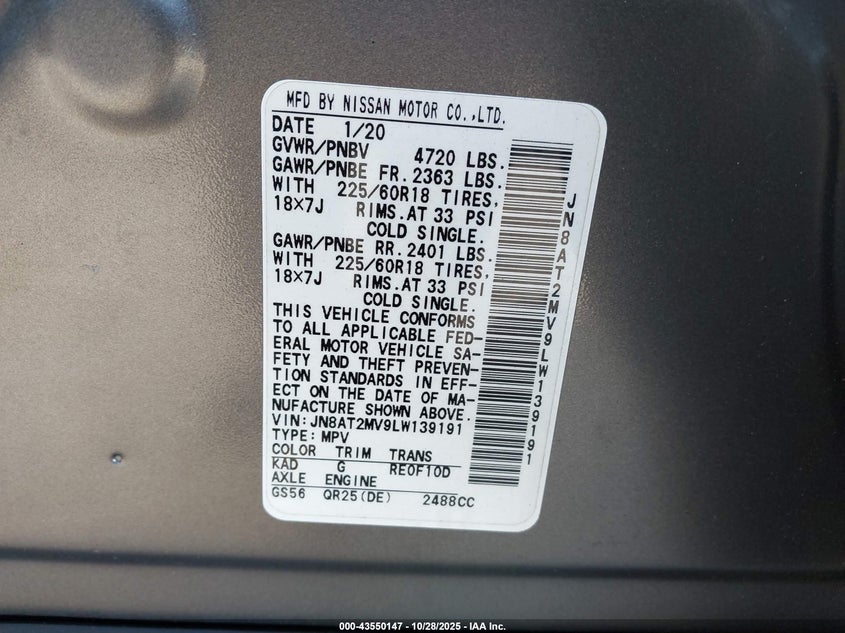 MFD BY NISSAN MOTOR CO.,LTD.
DATE 1/20
GVWR/PNBV 4720 LBS.
GAWR/PNBE FR. 2363 LBS.
WITH 225/60R18 TIRES,
18×7J RIMS.AT 33 PSI
COLD SINGLE.
GAWR/PNBE RR. 2401 LBS.
WITH 225/60R18 TIRES,
18×7J RIMS.AT 33 PSI
COLD SINGLE.
THIS VEHICLE CONFORMS
TO ALL APPLICABLE FED-
ERAL MOTOR VEHICLE SA-
FETY AND THEFT PREVEN-
TION STANDARDS IN EFF-
ECT ON THE DATE OF MA-
NUFACTURE SHOWN ABOVE.
VIN:JN8AT2MV9LW139191
TYPE:MPV
COLOR TRIM TRANS
KAD G RE0F10D
AXLE ENGINE
GS56 QR25(DE) 2488CC
JN8AT2MV9LW139191
000-43550147 • 10/28/2025 • IAA Inc.